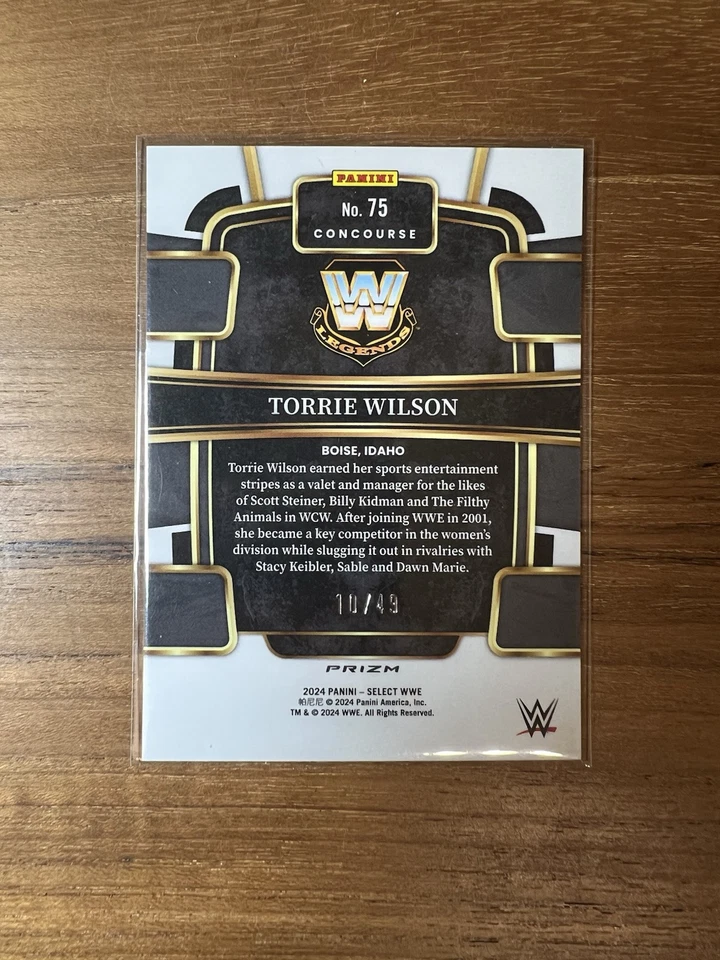 PANINI
No. 75
CONCOURSE
W
LEGENDS
TM
TORRIE WILSON
BOISE, IDAHO
Torrie Wilson earned her sports entertainment
stripes as a valet and manager for the likes
of Scott Steiner, Billy Kidman and The Filthy
Animals in WCW. After joining WWE in 2001,
she became a key competitor in the women's
division while slugging it out in rivalries with
Stacy Keibler, Sable and Dawn Marie.
10/49
PRIZM
2024 PANINI – SELECT WWE
帕尼尼 © 2024 Panini America, Inc.
TM & © 2024 WWE. All Rights Reserved.
W